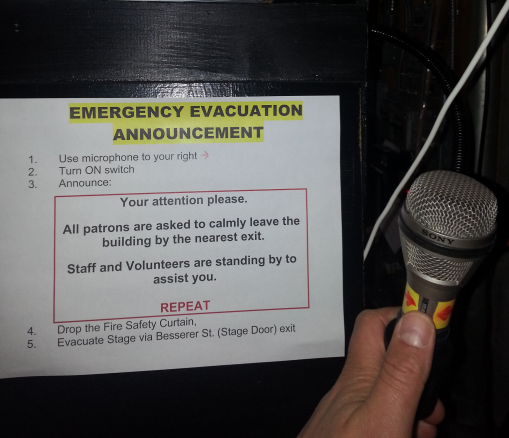 EMERGENCY EVACUATION
ANNOUNCEMENT
1. Use microphone to your right →
2. Turn ON switch
3. Announce:
Your attention please.
All patrons are asked to calmly leave the
building by the nearest exit.
Staff and Volunteers are standing by to
assist you.
REPEAT
4. Drop the Fire Safety Curtain,
5. Evacuate Stage via Besserer St. (Stage Door) exit
SONY